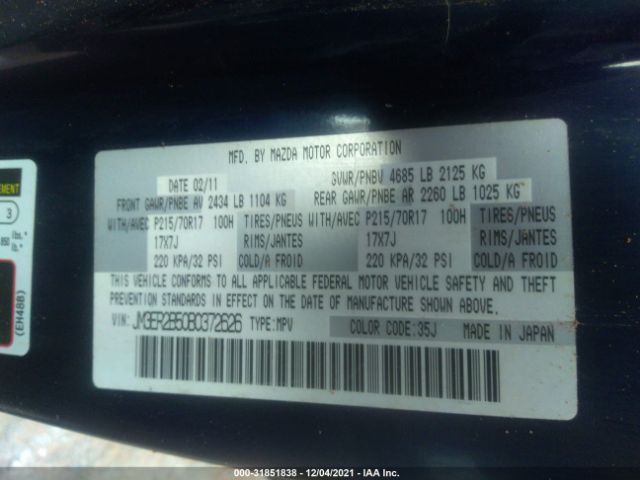 MFD. BY MAZDA MOTOR CORPORATION
DATE 02/11
GVWR/PNBV 4685 LB 2125 KG
FRONT GAWR/PNBE AV 2434 LB 1104 KG
REAR GAWR/PNBE AR 2260 LB 1025 KG
WITH/AVEC P215/70R17 100H TIRES/PNEUS WITH/AVEC P215/70R17 100H TIRES/PNEUS
17X7J RIMS/JANTES 17X7J RIMS/JANTES
220 KPA/32 PSI COLD/A FROID 220 KPA/32 PSI COLD/A FROID
THIS VEHICLE CONFORMS TO ALL APPLICABLE FEDERAL MOTOR VEHICLE SAFETY AND THEFT
PREVENTION STANDARDS IN EFFECT ON THE DATE OF MANUFACTURE SHOWN ABOVE.
VIN: JM3ER2B50B0372626 TYPE:MPV COLOR CODE:35J MADE IN JAPAN
3
850 lbs.
(EH48B)
000-31851838 - 12/04/2021 - IAA Inc.